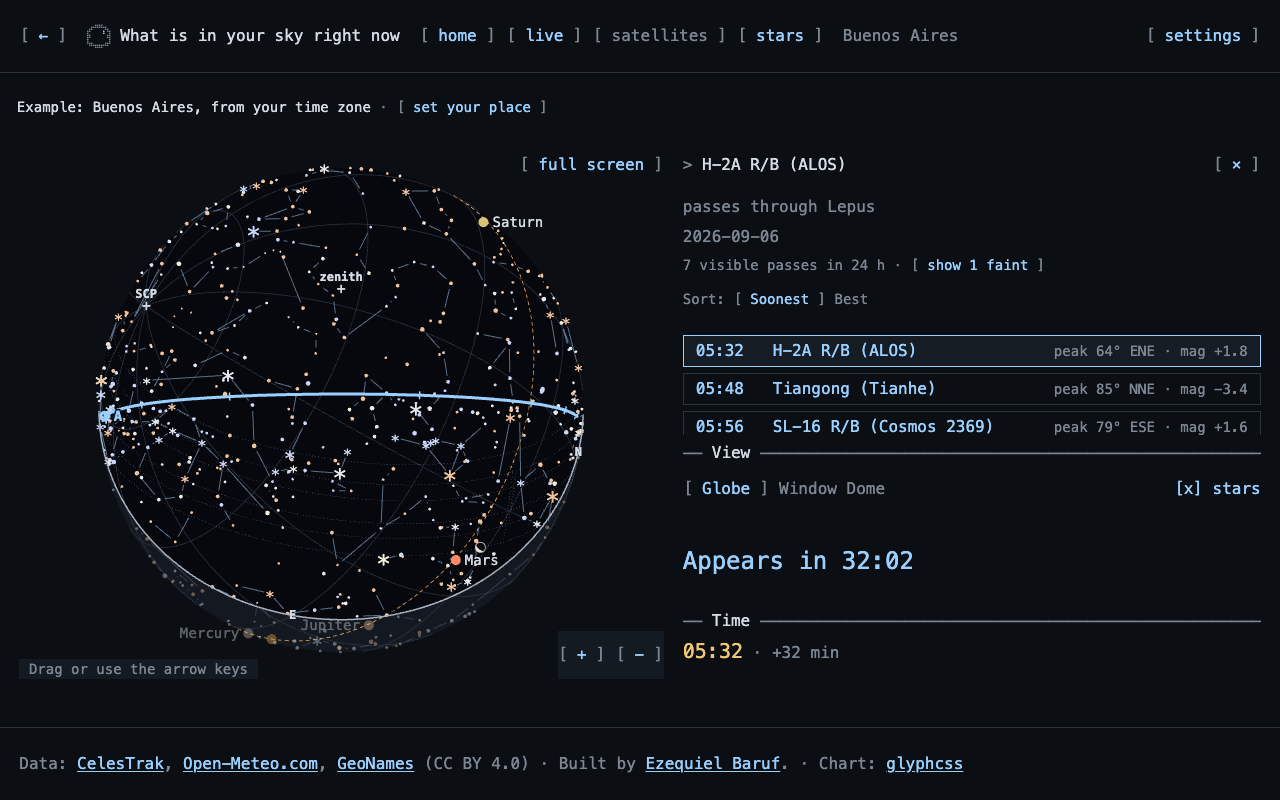 [ ← ] What is in your sky right now [ home ] [ live ] [ satellites ] [ stars ] Buenos Aires [ settings ]
Example: Buenos Aires, from your time zone · [ set your place ]
[ full screen ]
Saturn
zenith
SCP
N
Mars
E
Jupiter
Mercury
Drag or use the arrow keys
[ + ] [ − ]
> H−2A R/B (ALOS) [ × ]
passes through Lepus
2026−09−06
7 visible passes in 24 h · [ show 1 faint ]
Sort: [ Soonest ] Best
05:32 H−2A R/B (ALOS) peak 64° ENE · mag +1.8
05:48 Tiangong (Tianhe) peak 85° NNE · mag −3.4
05:56 SL−16 R/B (Cosmos 2369) peak 79° ESE · mag +1.6
View
[ Globe ] Window Dome [x] stars
Appears in 32:02
Time
05:32 · +32 min
Data: CelesTrak, Open−Meteo.com, GeoNames (CC BY 4.0) · Built by Ezequiel Baruf. · Chart: glyphcss